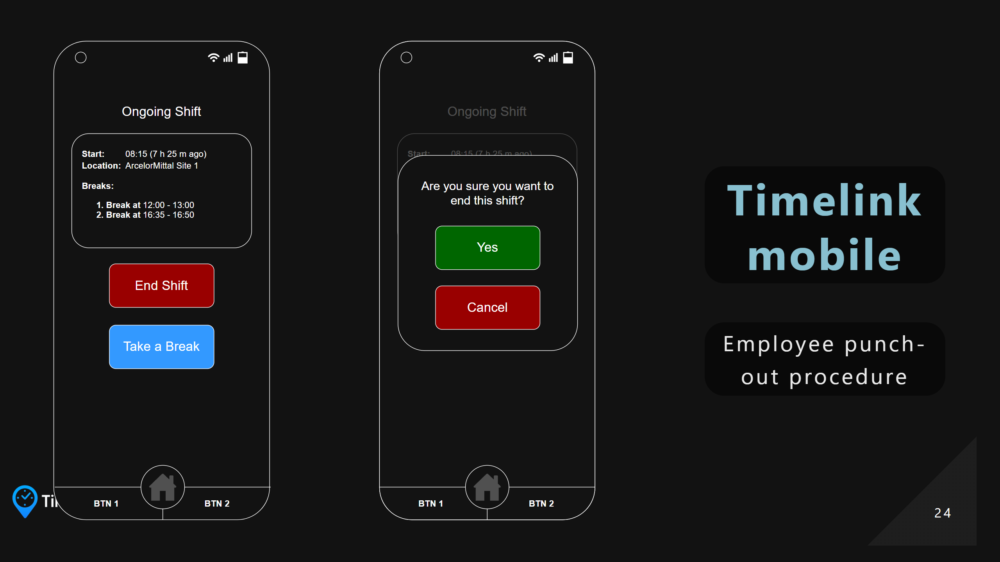 Ongoing Shift
Start: 08:15 (7 h 25 m ago)
Location: ArcelorMittal Site 1
Breaks:
1. Break at 12:00 - 13:00
2. Break at 16:35 - 16:50
End Shift
Take a Break
BTN 1
BTN 2
Ongoing Shift
Start: 08:15 (7 h 25 m ago)
Are you sure you want to
end this shift?
Yes
Cancel
BTN 1
BTN 2
Timelink
mobile
Employee punch-
out procedure
24